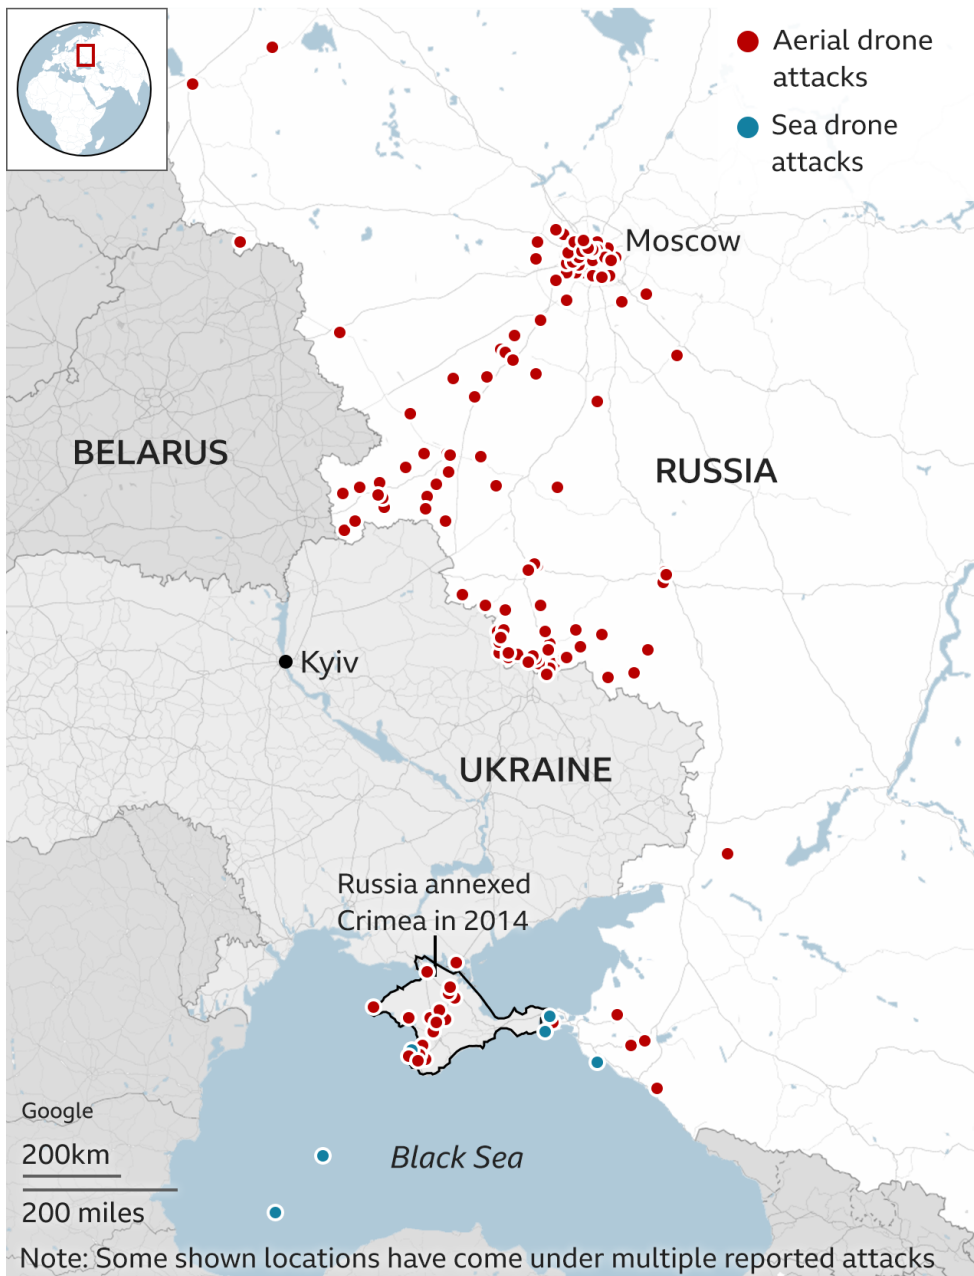 Aerial drone
attacks
Sea drone
attacks
Moscow
BELARUS
RUSSIA
Kyiv
UKRAINE
Russia annexed
Crimea in 2014
Google
200km
200 miles
Black Sea
Note: Some shown locations have come under multiple reported attacks